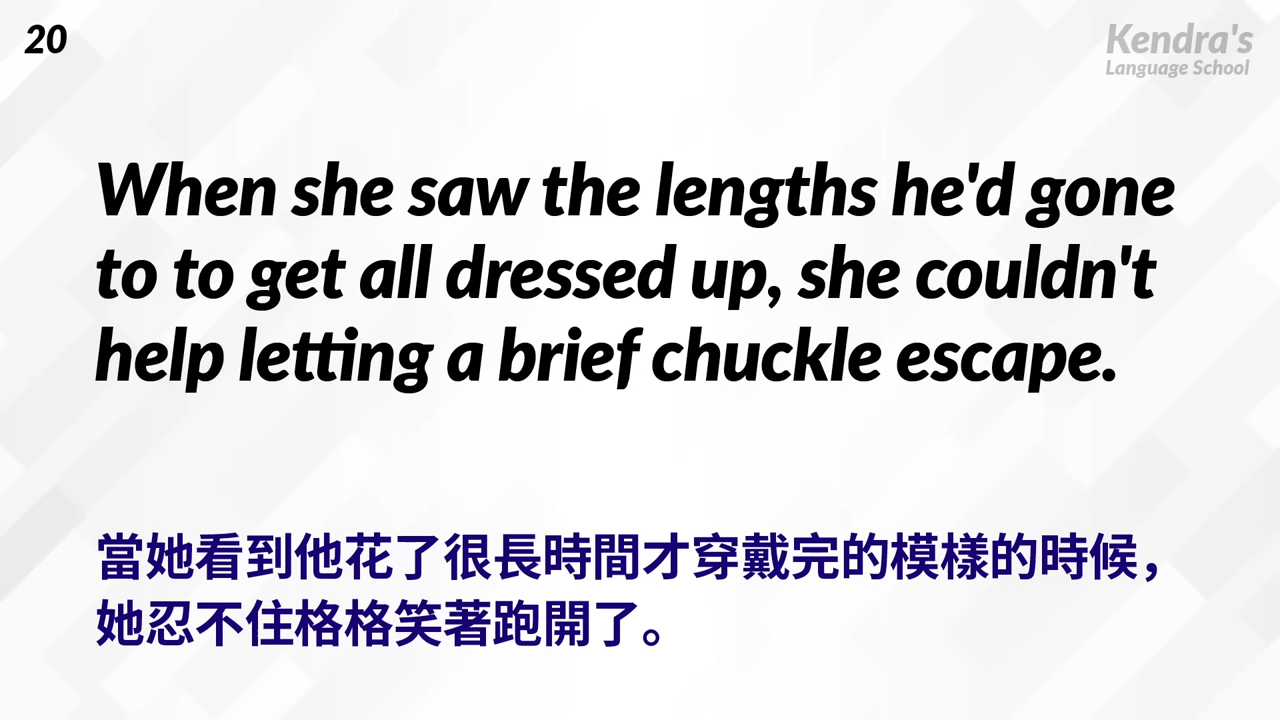 20
Kendra's
Language School
When she saw the lengths he'd gone
to to get all dressed up, she couldn't
help letting a brief chuckle escape.
當她看到他花了很長時間才穿戴完的模樣的時候，
她忍不住格格笑著跑開了。